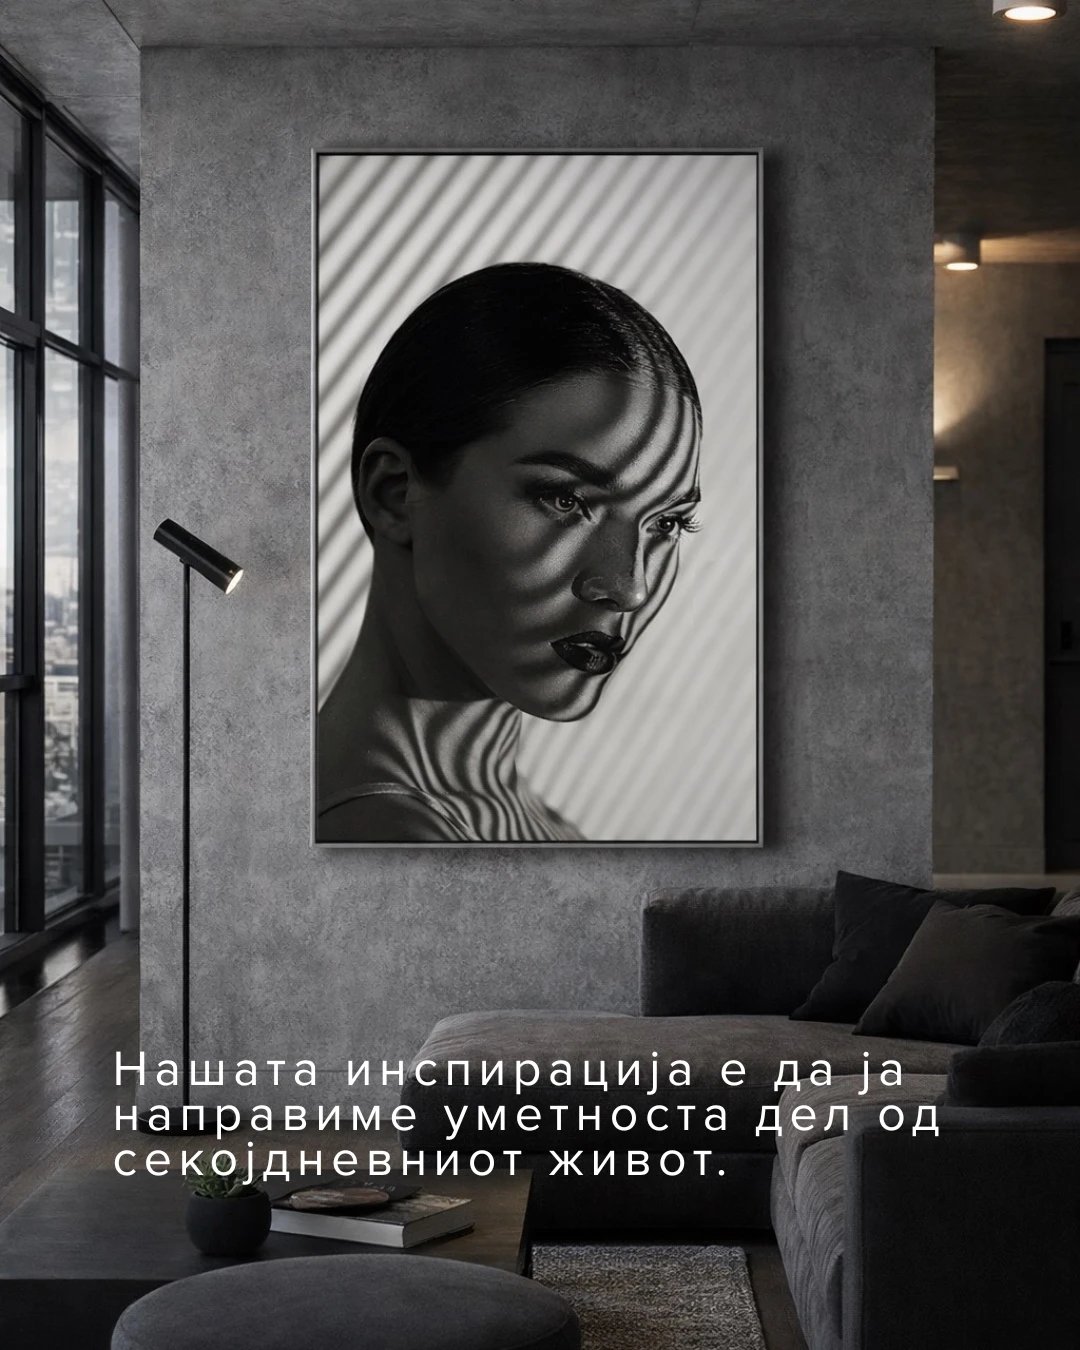 Нашата инспирација е да ја
направиме уметноста дел од
секојдневниот живот.